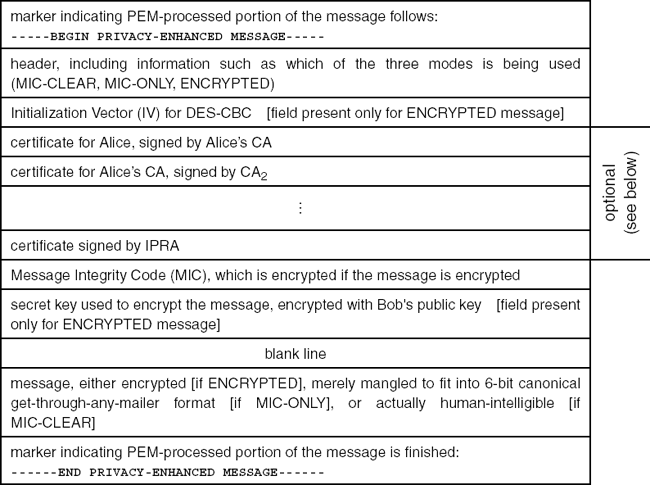 marker indicating PEM-processed portion of the message follows:
-----BEGIN PRIVACY-ENHANCED MESSAGE-----
header, including information such as which of the three modes is being used
(MIC-CLEAR, MIC-ONLY, ENCRYPTED)
Initialization Vector (IV) for DES-CBC [field present only for ENCRYPTED message]
certificate for Alice, signed by Alice’s CA
certificate for Alice’s CA, signed by CA₂
⋮
certificate signed by IPRA
optional
(see below)
Message Integrity Code (MIC), which is encrypted if the message is encrypted
secret key used to encrypt the message, encrypted with Bob's public key [field present
only for ENCRYPTED message]
blank line
message, either encrypted [if ENCRYPTED], merely mangled to fit into 6-bit canonical
get-through-any-mailer format [if MIC-ONLY], or actually human-intelligible [if
MIC-CLEAR]
marker indicating PEM-processed portion of the message is finished:
------END PRIVACY-ENHANCED MESSAGE------